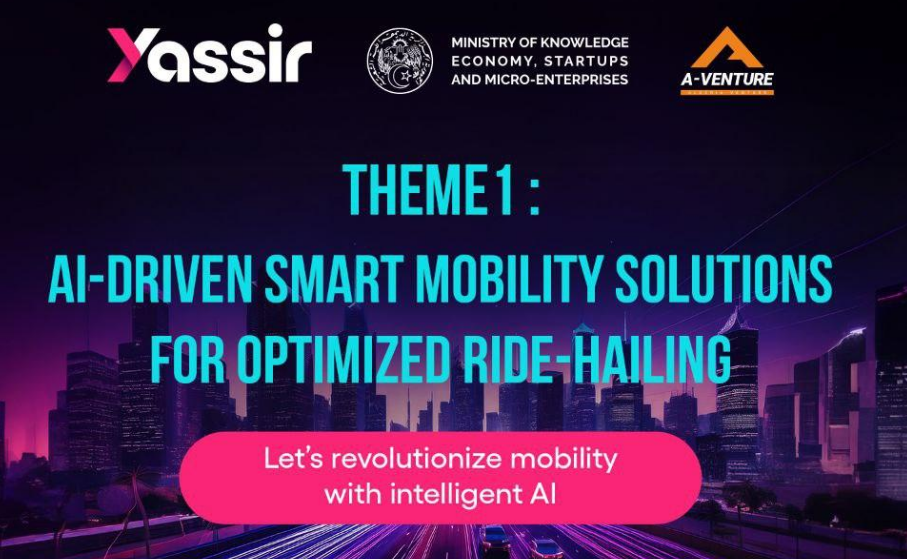 Yassir
MINISTRY OF KNOWLEDGE
ECONOMY, STARTUPS
AND MICRO-ENTERPRISES
A-VENTURE
THEME1 :
AI-DRIVEN SMART MOBILITY SOLUTIONS
FOR OPTIMIZED RIDE-HAILING
Let's revolutionize mobility
with intelligent AI